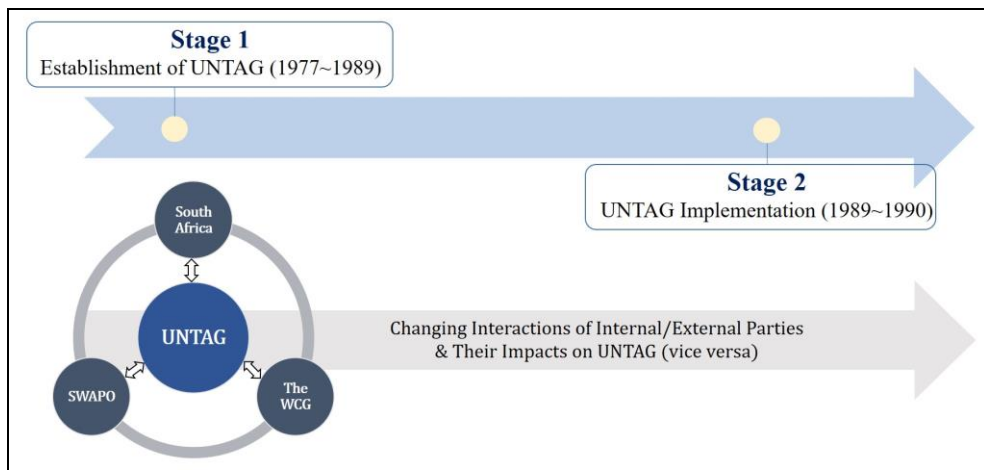 Stage 1
Establishment of UNTAG (1977~1989)
Stage 2
UNTAG Implementation (1989~1990)
South
Africa
UNTAG
SWAPO
The
WCG
Changing Interactions of Internal/External Parties
& Their Impacts on UNTAG (vice versa)